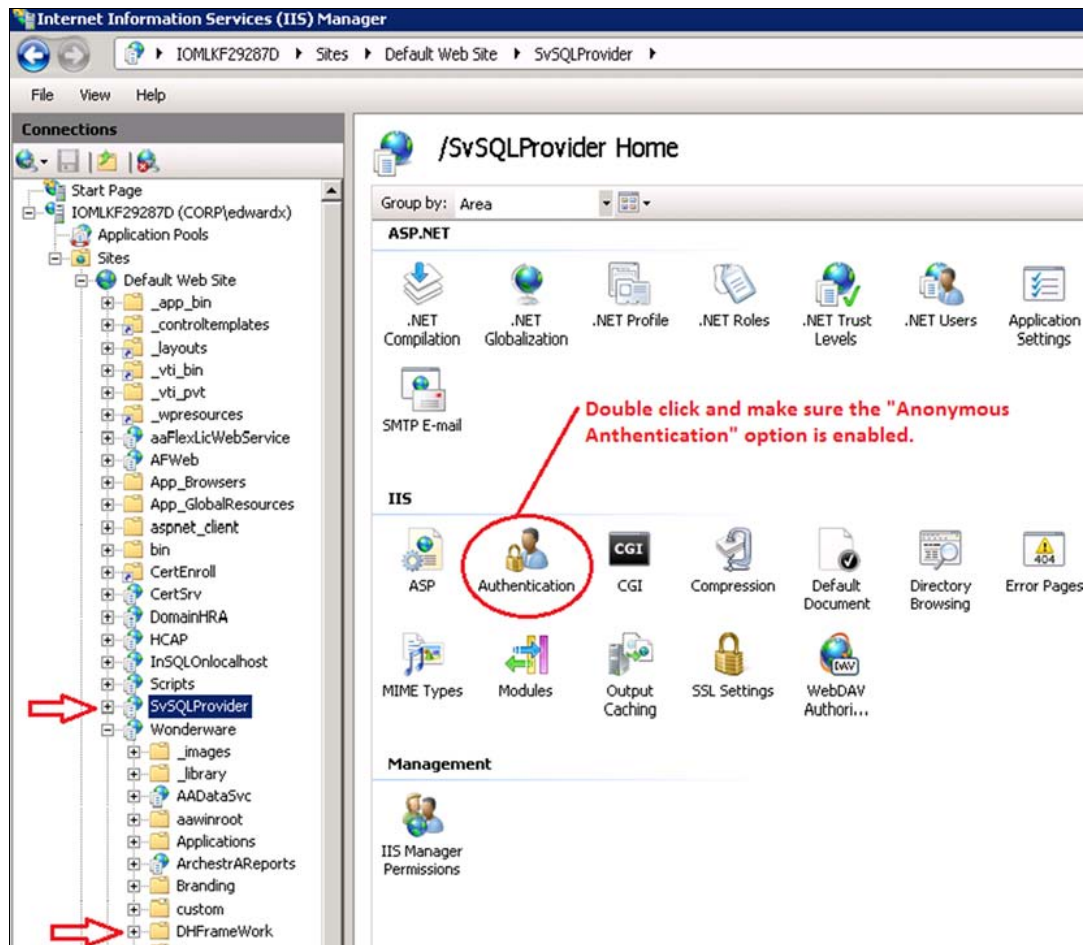 Internet Information Services (IIS) Manager
IOMLKF29287D Sites Default Web Site SvSQLProvider
File View Help
Connections
Start Page
IOMLKF29287D (CORP\edwardx)
Application Pools
Sites
Default Web Site
_app_bin
_controltemplates
_layouts
_vti_bin
_vti_pvt
_wpresources
aaFlexLicWebService
AFWeb
App_Browsers
App_GlobalResources
aspnet_client
bin
CertEnroll
CertSrv
DomainHRA
HCAP
InSQLOnlocalhost
Scripts
SvSQLProvider
Wonderware
_images
_library
AADataSvc
aawinroot
Applications
ArchestrAReports
Branding
custom
DHFrameWork
/SvSQLProvider Home
Group by: Area
ASP.NET
.NET Compilation
.NET Globalization
.NET Profile
.NET Roles
.NET Trust Levels
.NET Users
Application Settings
SMTP E-mail
Double click and make sure the "Anonymous
Anthentication" option is enabled.
IIS
ASP
Authentication
CGI
CGI
Compression
Default Document
Directory Browsing
404
Error Pages
MIME Types
Modules
Output Caching
SSL Settings
DAV
WebDAV Authori...
Management
IIS Manager Permissions